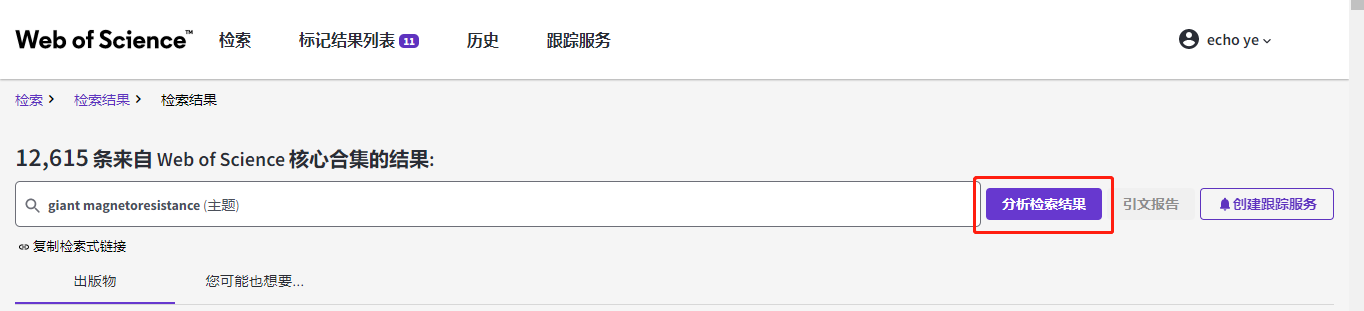 Web of Science™ 检索 标记结果列表 11 历史 跟踪服务 echo ye
检索 > 检索结果 > 检索结果
12,615 条来自 Web of Science 核心合集的结果:
giant magnetoresistance (主题) 分析检索结果 引文报告 创建跟踪服务
复制检索式链接
出版物 您可能也想要...